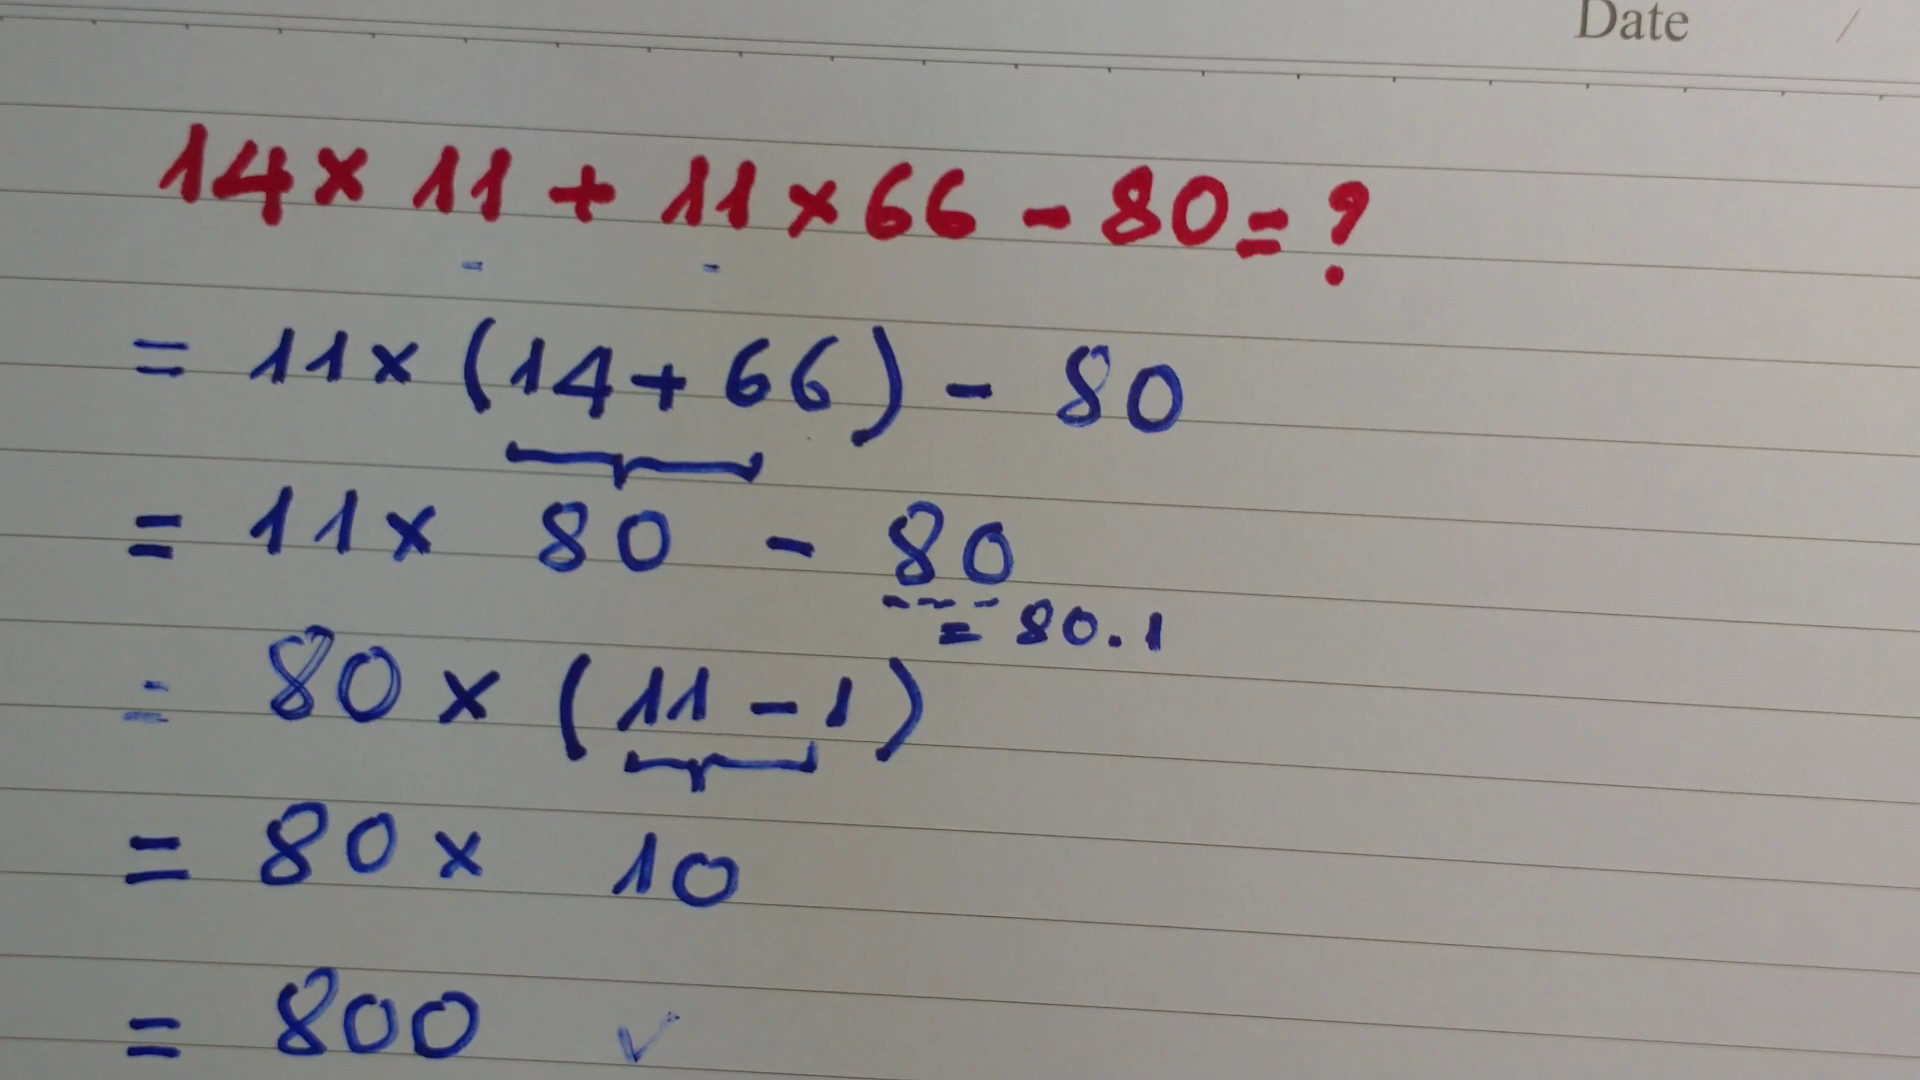 Date /
14 × 11 + 11 × 66 - 80 = ?
= 11 × (14 + 66) - 80
= 11 × 80 - 80
= 80.1
= 80 × (11 - 1)
= 80 × 10
= 800 ✓